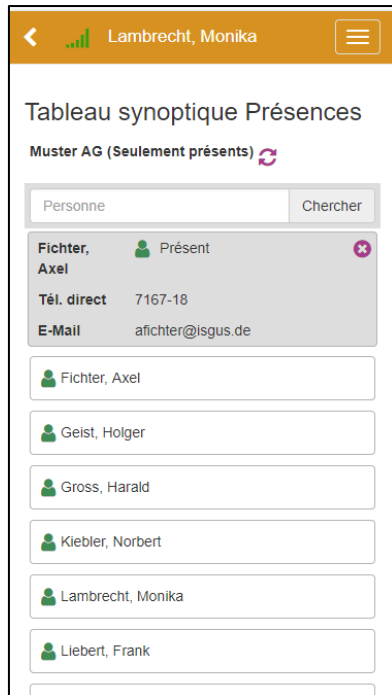 Lambrecht, Monika
Tableau synoptique Présences
Muster AG (Seulement présents)
Personne Chercher
Fichter, Axel Présent
Tél. direct 7167-18
E-Mail afichter@isgus.de
Fichter, Axel
Geist, Holger
Gross, Harald
Kiebler, Norbert
Lambrecht, Monika
Liebert, Frank